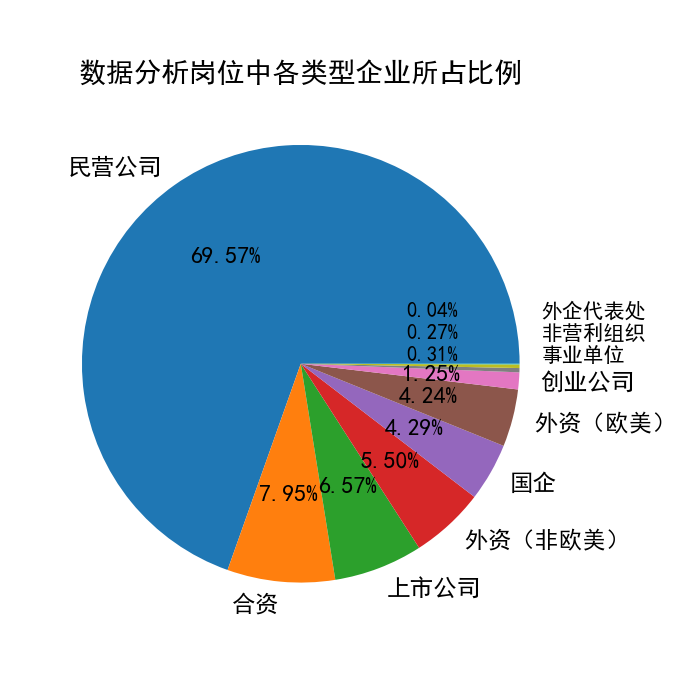 数据分析岗位中各类型企业所占比例
民营公司
69.57%
0.04%
外企代表处
0.27%
非营利组织
0.31%
事业单位
1.25%
创业公司
4.24%
外资（欧美）
4.29%
国企
5.50%
外资（非欧美）
6.57%
上市公司
7.95%
合资